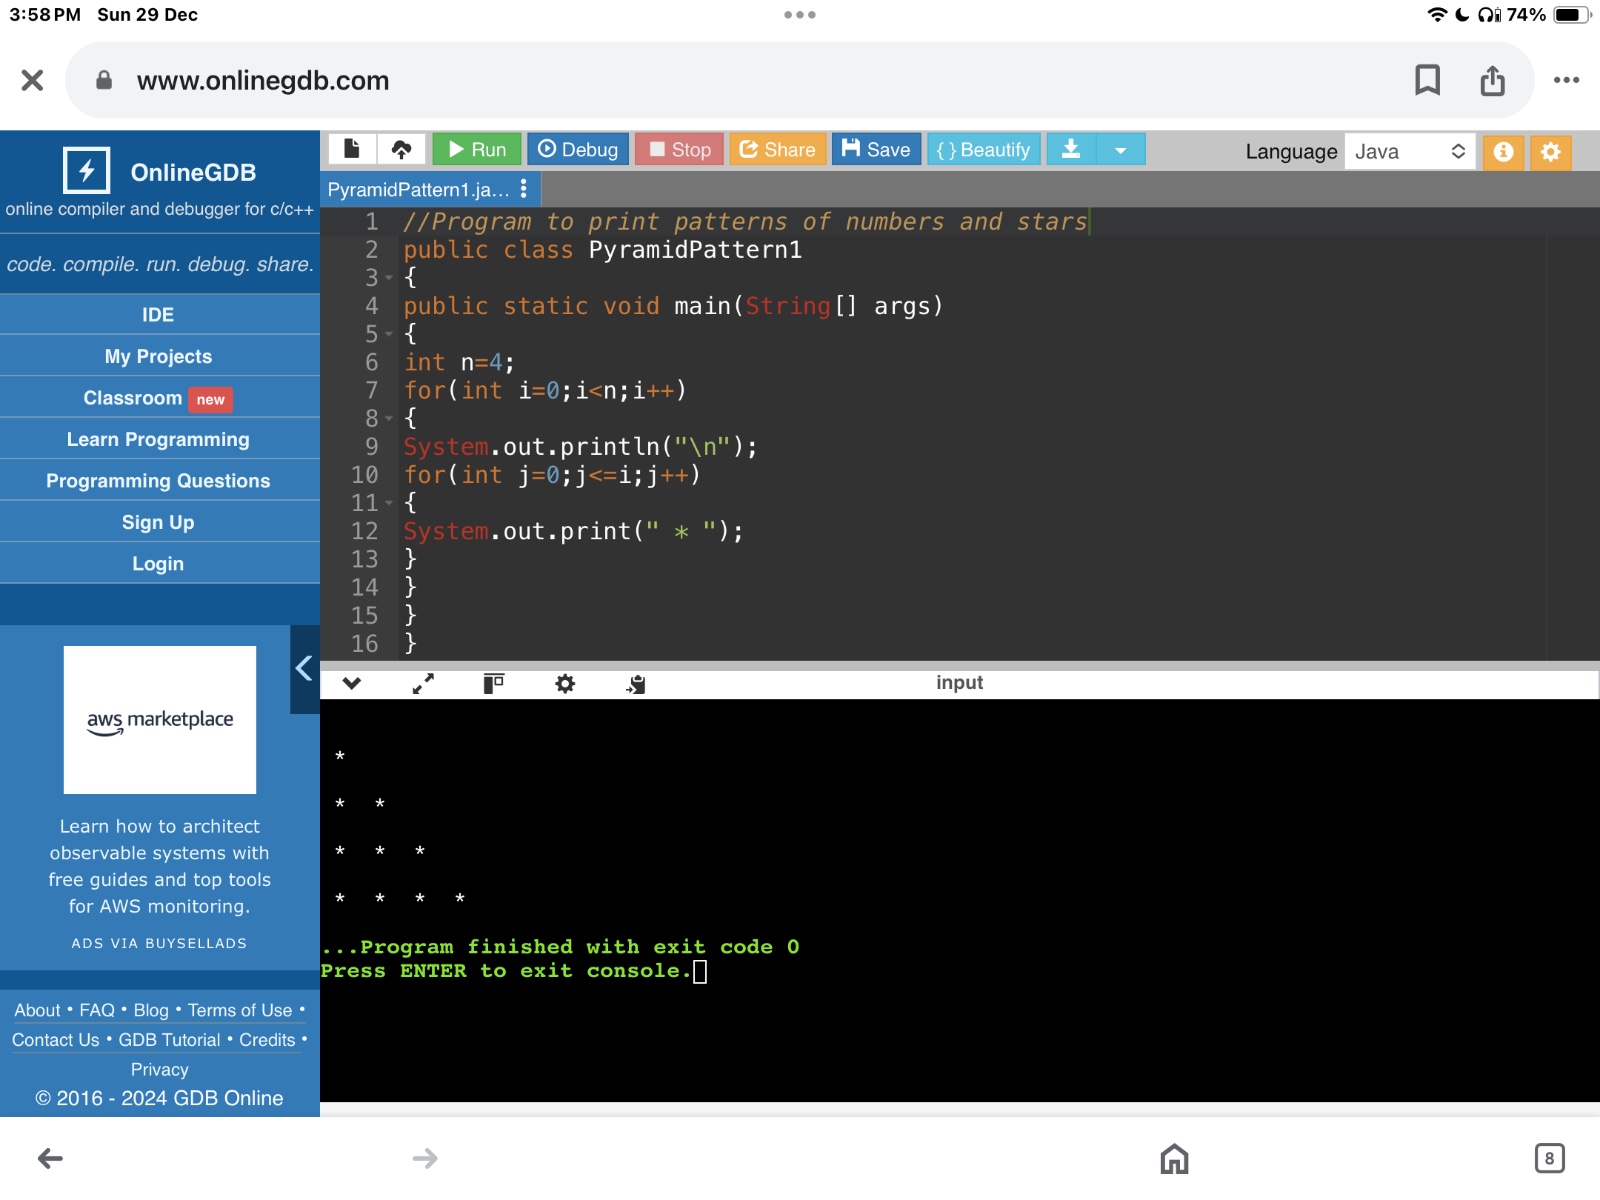 3:58 PM Sun 29 Dec
74%
www.onlinegdb.com
OnlineGDB
online compiler and debugger for c/c++
code. compile. run. debug. share.
IDE
My Projects
Classroom new
Learn Programming
Programming Questions
Sign Up
Login
aws marketplace
Learn how to architect
observable systems with
free guides and top tools
for AWS monitoring.
ADS VIA BUYSELLADS
About • FAQ • Blog • Terms of Use •
Contact Us • GDB Tutorial • Credits •
Privacy
© 2016 - 2024 GDB Online
Run Debug Stop Share Save { } Beautify Language Java
PyramidPattern1.ja...
1 //Program to print patterns of numbers and stars
2 public class PyramidPattern1
3 {
4 public static void main(String[] args)
5 {
6 int n=4;
7 for(int i=0;i<n;i++)
8 {
9 System.out.println("\n");
10 for(int j=0;j<=i;j++)
11 {
12 System.out.print(" * ");
13 }
14 }
15 }
16 }
input
*
* *
* * *
* * * *
...Program finished with exit code 0
Press ENTER to exit console.
8